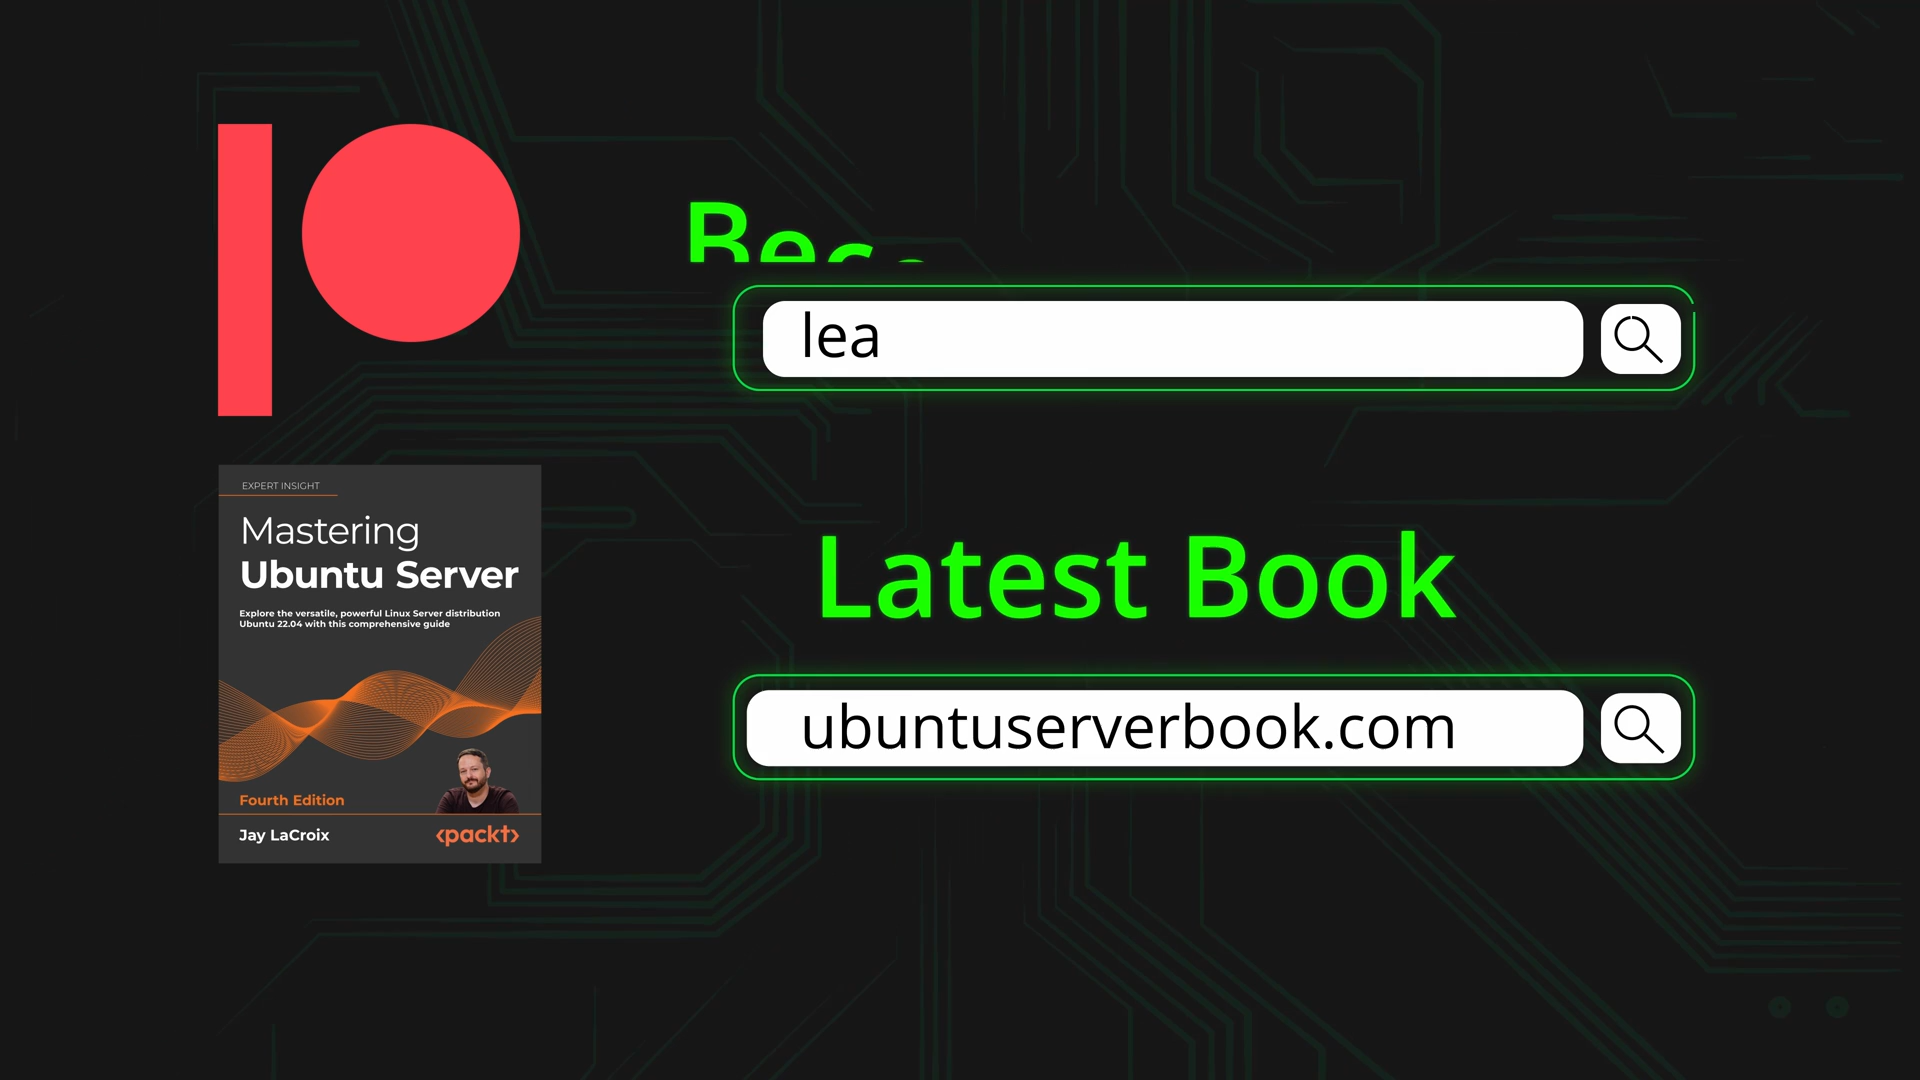 lea
EXPERT INSIGHT
Mastering
Ubuntu Server
Explore the versatile, powerful Linux Server distribution
Ubuntu 22.04 with this comprehensive guide
Fourth Edition
Jay LaCroix
<packt>
Latest Book
ubuntuserverbook.com